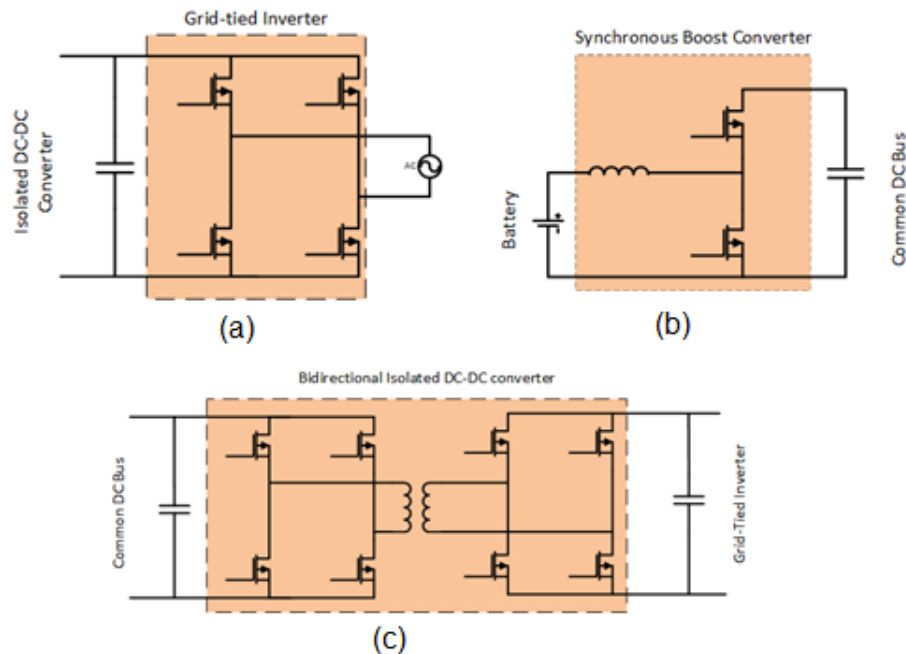 Grid-tied Inverter
Isolated DC-DC
Converter
AC
(a)
Synchronous Boost Converter
Battery
+
Common DC Bus
(b)
Bidirectional Isolated DC-DC converter
Common DC Bus
Grid-Tied Inverter
(c)